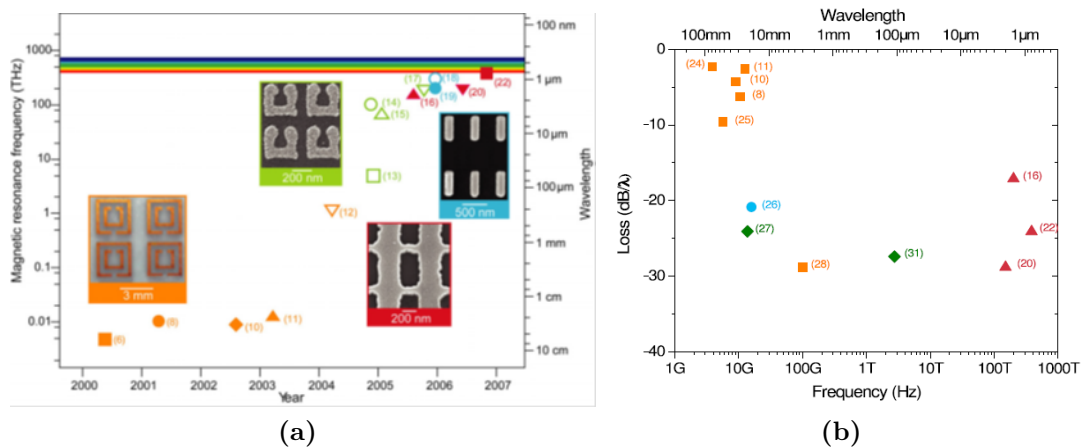 Magnetic resonance frequency (THz)
1000
100
10
1
0.1
0.01
100 nm
1 µm
10 µm
100 µm
1 mm
1 cm
10 cm
Wavelength
2000 2001 2002 2003 2004 2005 2006 2007
Year
(6)
(8)
(10)
(11)
(12)
(13)
(14)
(15)
(16)
(17)
(18)
(19)
(20)
(22)
3 mm
200 nm
200 nm
500 nm
(a)
Wavelength
100mm 10mm 1mm 100µm 10µm 1µm
Loss (dB/λ)
0
−10
−20
−30
−40
(24)
(11)
(10)
(8)
(25)
(16)
(26)
(27)
(22)
(31)
(28)
(20)
1G 10G 100G 1T 10T 100T 1000T
Frequency (Hz)
(b)